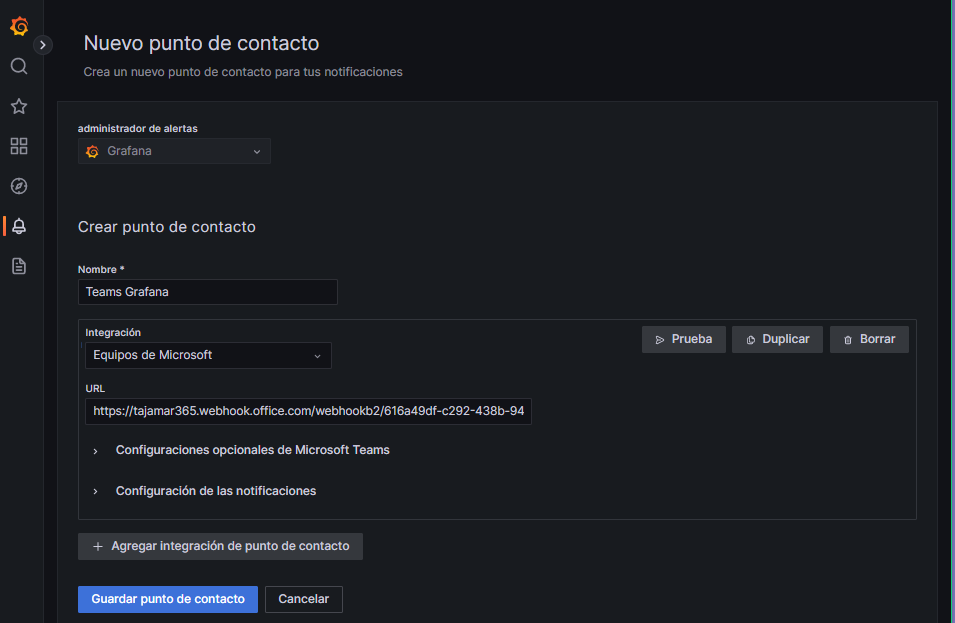 Nuevo punto de contacto
Crea un nuevo punto de contacto para tus notificaciones
administrador de alertas
Grafana
Crear punto de contacto
Nombre *
Teams Grafana
Integración
Equipos de Microsoft
Prueba
Duplicar
Borrar
URL
https://tajamar365.webhook.office.com/webhookb2/616a49df-c292-438b-94
Configuraciones opcionales de Microsoft Teams
Configuración de las notificaciones
Agregar integración de punto de contacto
Guardar punto de contacto
Cancelar